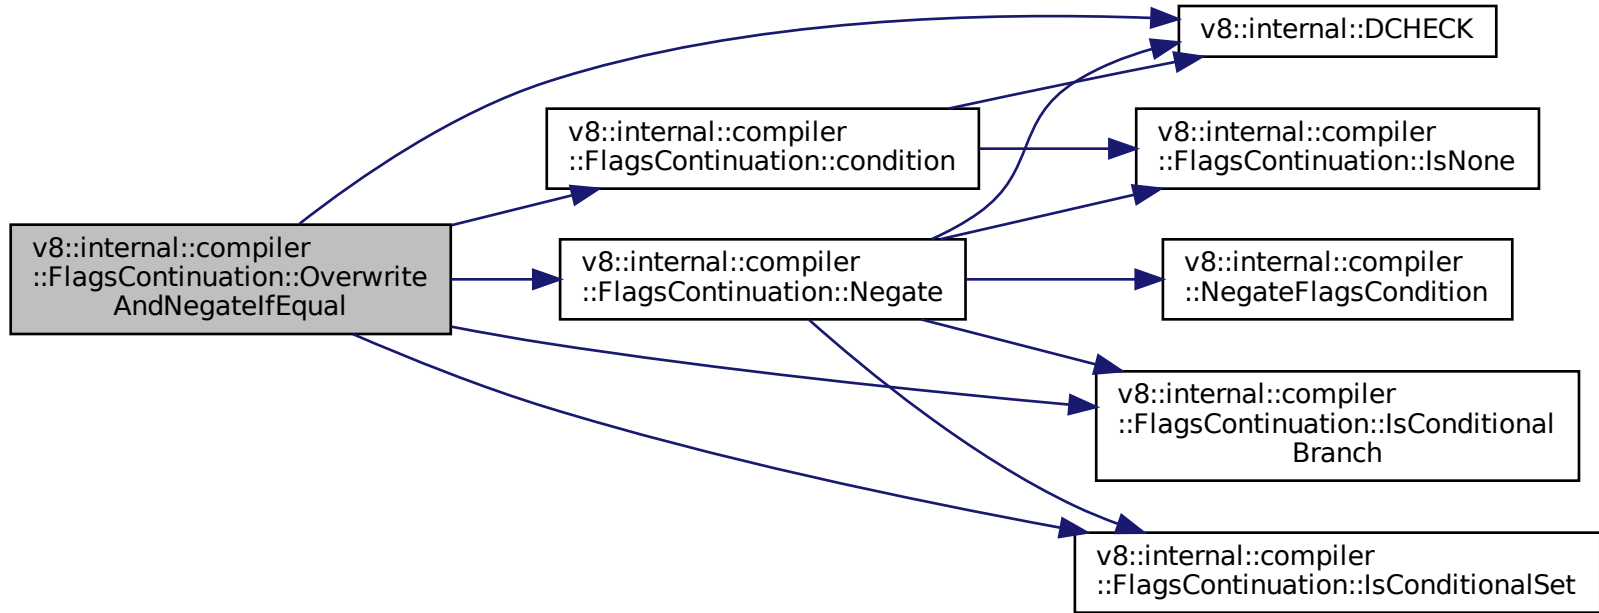 v8::internal::DCHECK
v8::internal::compiler
::FlagsContinuation::condition
v8::internal::compiler
::FlagsContinuation::IsNone
v8::internal::compiler
::FlagsContinuation::Overwrite
AndNegateIfEqual
v8::internal::compiler
::FlagsContinuation::Negate
v8::internal::compiler
::NegateFlagsCondition
v8::internal::compiler
::FlagsContinuation::IsConditional
Branch
v8::internal::compiler
::FlagsContinuation::IsConditionalSet